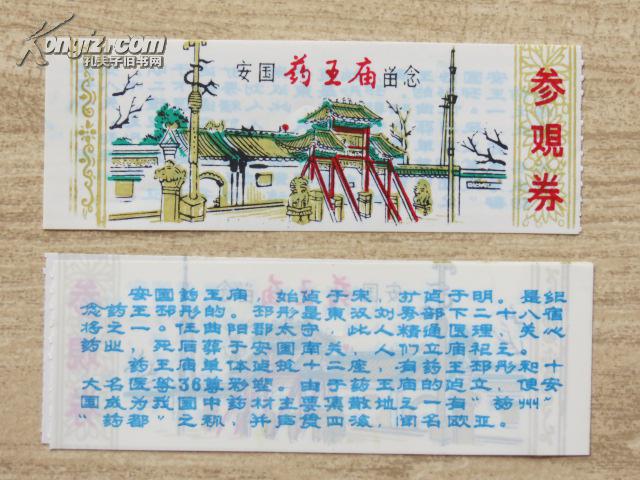 Kongfz.com
孔夫子旧书网
安国药王庙留念
参观券
安国药王庙，始建于宋，扩建于明。是纪
念药王邳彤的。邳彤是东汉刘秀部下二十八宿
将之一。任曲阳郡太守，此人精通医理，关心
药业，死后葬于安国南关，人们立庙祀之。
药王庙单体建筑十二座，有药王邳彤和十
大名医等36尊彩塑。由于药王庙的建立，使安
国成为我国中药材主要集散地之一有“药州”
“药都”之称，并声贯四海，闻名欧亚。